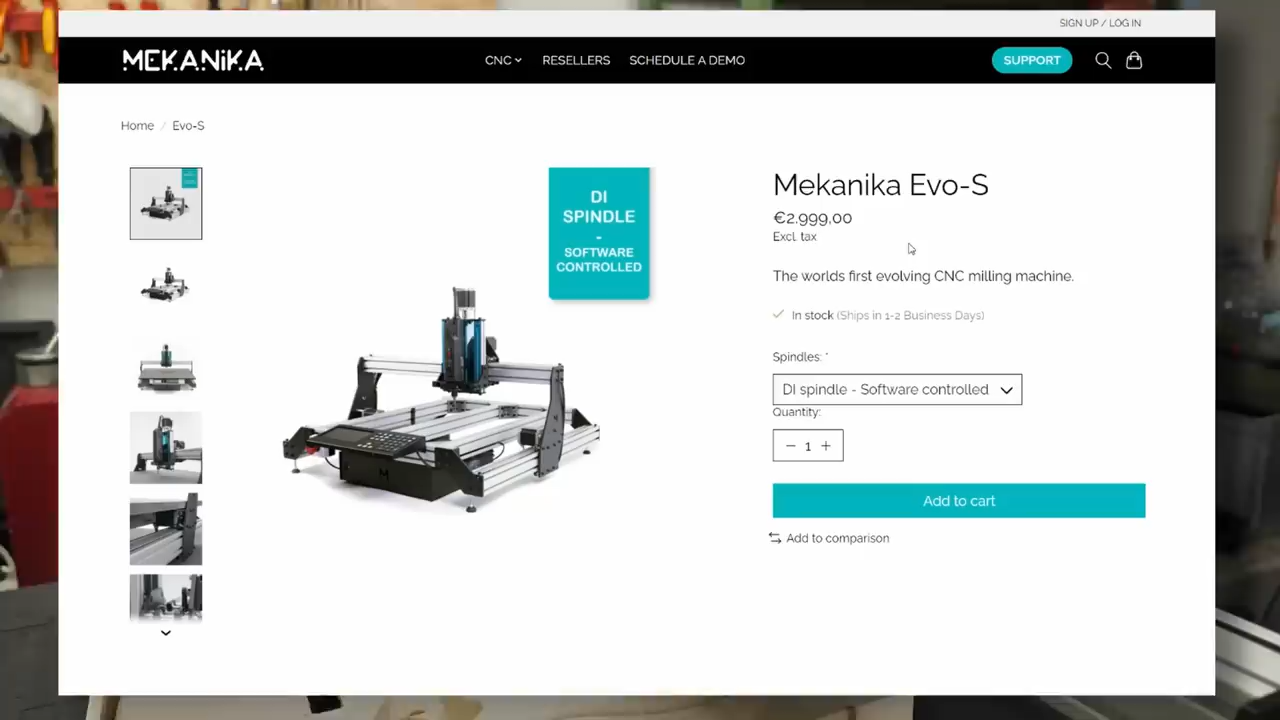 SIGN UP / LOG IN
MEKANiKA
CNC
RESELLERS
SCHEDULE A DEMO
SUPPORT
Home / Evo-S
DI
SPINDLE
-
SOFTWARE
CONTROLLED
Mekanika Evo-S
€2.999,00
Excl. tax
The worlds first evolving CNC milling machine.
In stock (Ships in 1-2 Business Days)
Spindles: *
DI spindle - Software controlled
Quantity:
1
Add to cart
Add to comparison